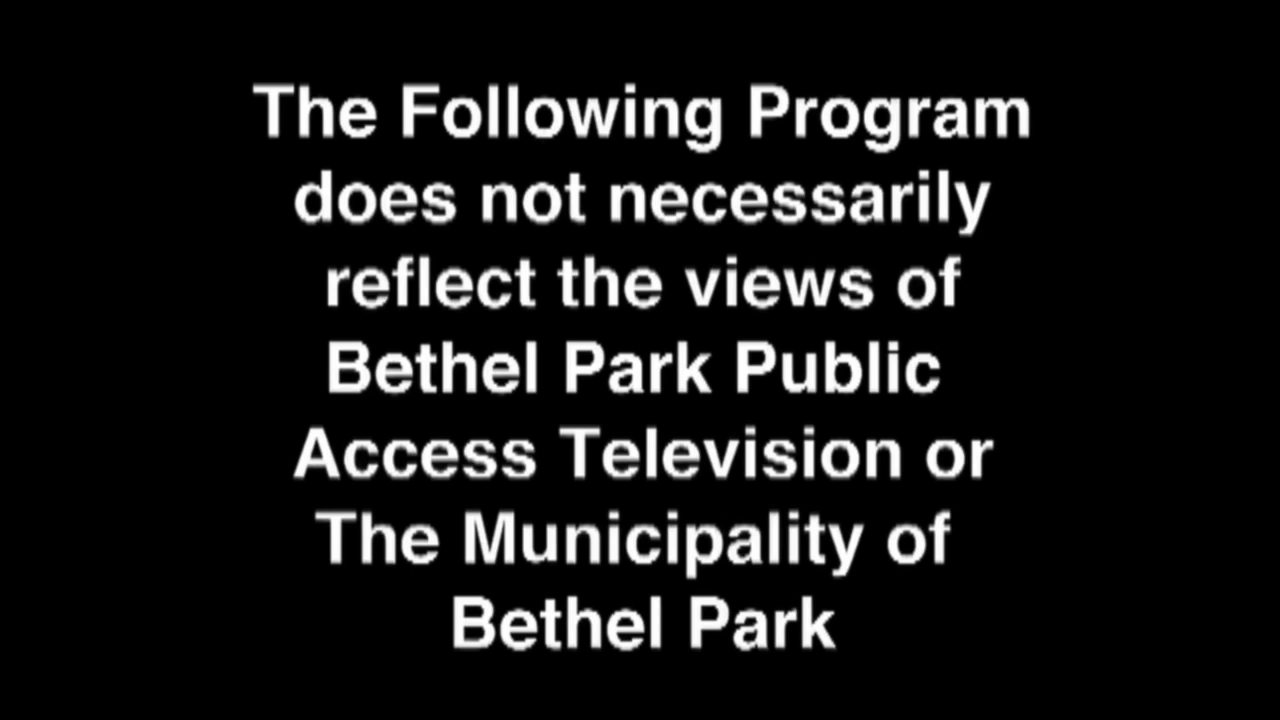 The Following Program
does not necessarily
reflect the views of
Bethel Park Public
Access Television or
The Municipality of
Bethel Park